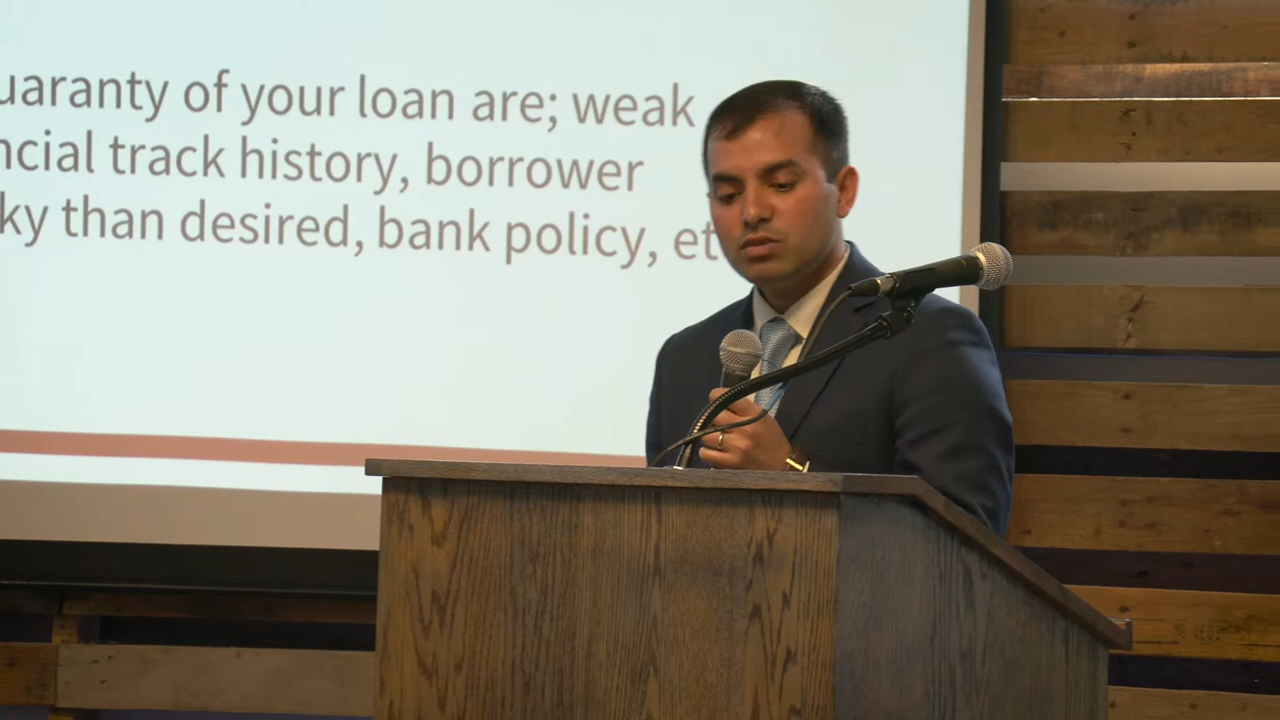 uaranty of your loan are; weak
ncial track history, borrower
ky than desired, bank policy, et